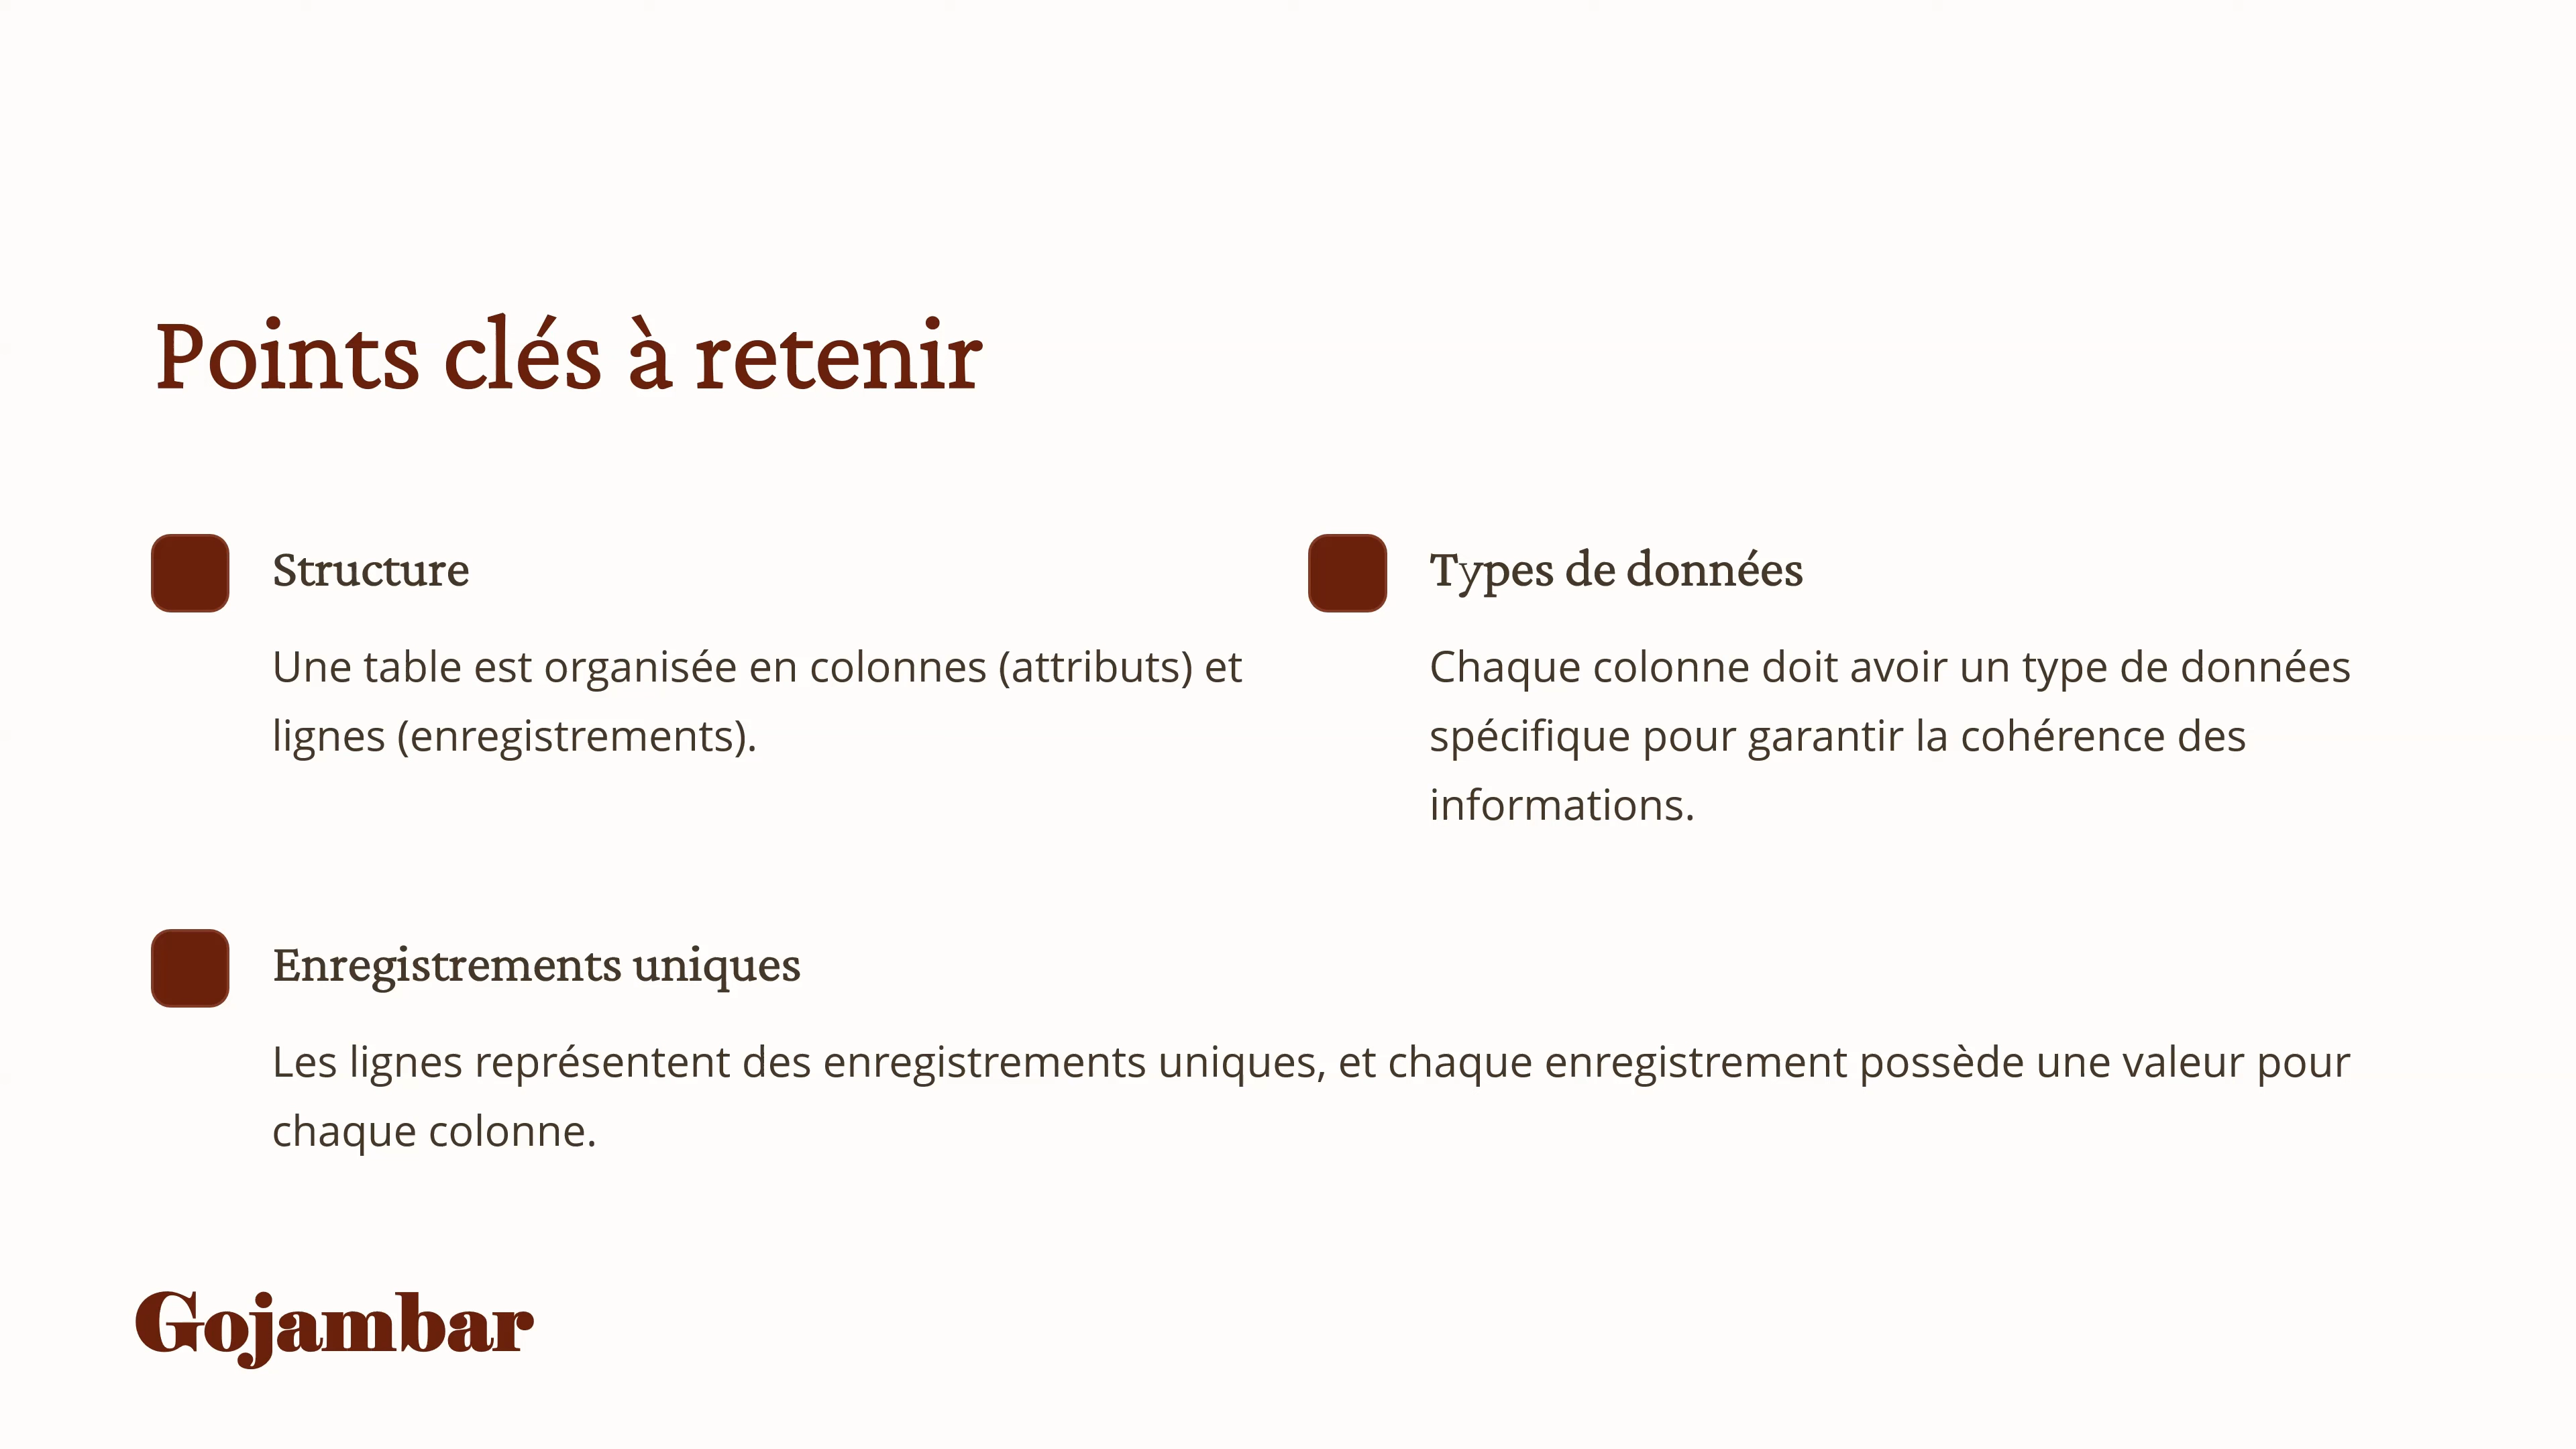 Points clés à retenir
Structure
Une table est organisée en colonnes (attributs) et
lignes (enregistrements).
Types de données
Chaque colonne doit avoir un type de données
spécifique pour garantir la cohérence des
informations.
Enregistrements uniques
Les lignes représentent des enregistrements uniques, et chaque enregistrement possède une valeur pour
chaque colonne.
Gojambar